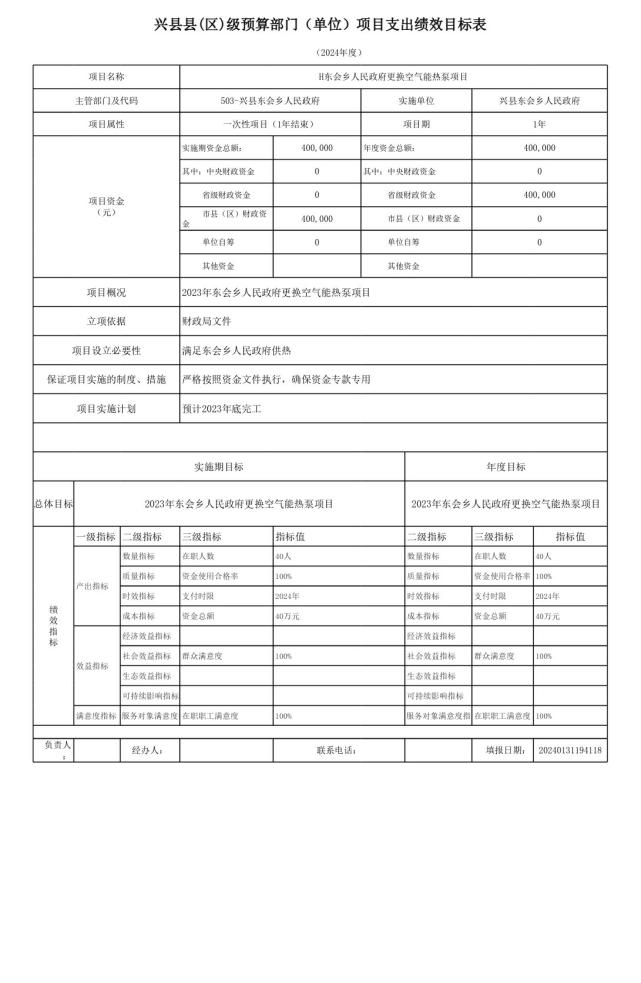 兴县县(区)级预算部门（单位）项目支出绩效目标表
（2024年度）
项目名称 H东会乡人民政府更换空气能热泵项目
主管部门及代码 503-兴县东会乡人民政府 实施单位 兴县东会乡人民政府
项目属性 一次性项目（1年结束） 项目期 1年
项目资金
（元）
实施期资金总额： 400,000 年度资金总额： 400,000
其中：中央财政资金 0 其中：中央财政资金 0
省级财政资金 0 省级财政资金 400,000
市县（区）财政资
金 400,000 市县（区）财政资金 0
单位自筹 0 单位自筹 0
其他资金 其他资金
项目概况 2023年东会乡人民政府更换空气能热泵项目
立项依据 财政局文件
项目设立必要性 满足东会乡人民政府供热
保证项目实施的制度、措施 严格按照资金文件执行，确保资金专款专用
项目实施计划 预计2023年底完工
实施期目标 年度目标
总体目标 2023年东会乡人民政府更换空气能热泵项目 2023年东会乡人民政府更换空气能热泵项目
绩效指标
一级指标 二级指标 三级指标 指标值 二级指标 三级指标 指标值
产出指标
数量指标 在职人数 40人 数量指标 在职人数 40人
质量指标 资金使用合格率 100% 质量指标 资金使用合格率 100%
时效指标 支付时限 2024年 时效指标 支付时限 2024年
成本指标 资金总额 40万元 成本指标 资金总额 40万元
效益指标
经济效益指标 经济效益指标
社会效益指标 群众满意度 100% 社会效益指标 群众满意度 100%
生态效益指标 生态效益指标
可持续影响指标 可持续影响指标
满意度指标 服务对象满意度 在职职工满意度 100% 服务对象满意度指 在职职工满意度 100%
负责人
： 经办人： 联系电话： 填报日期： 20240131194118